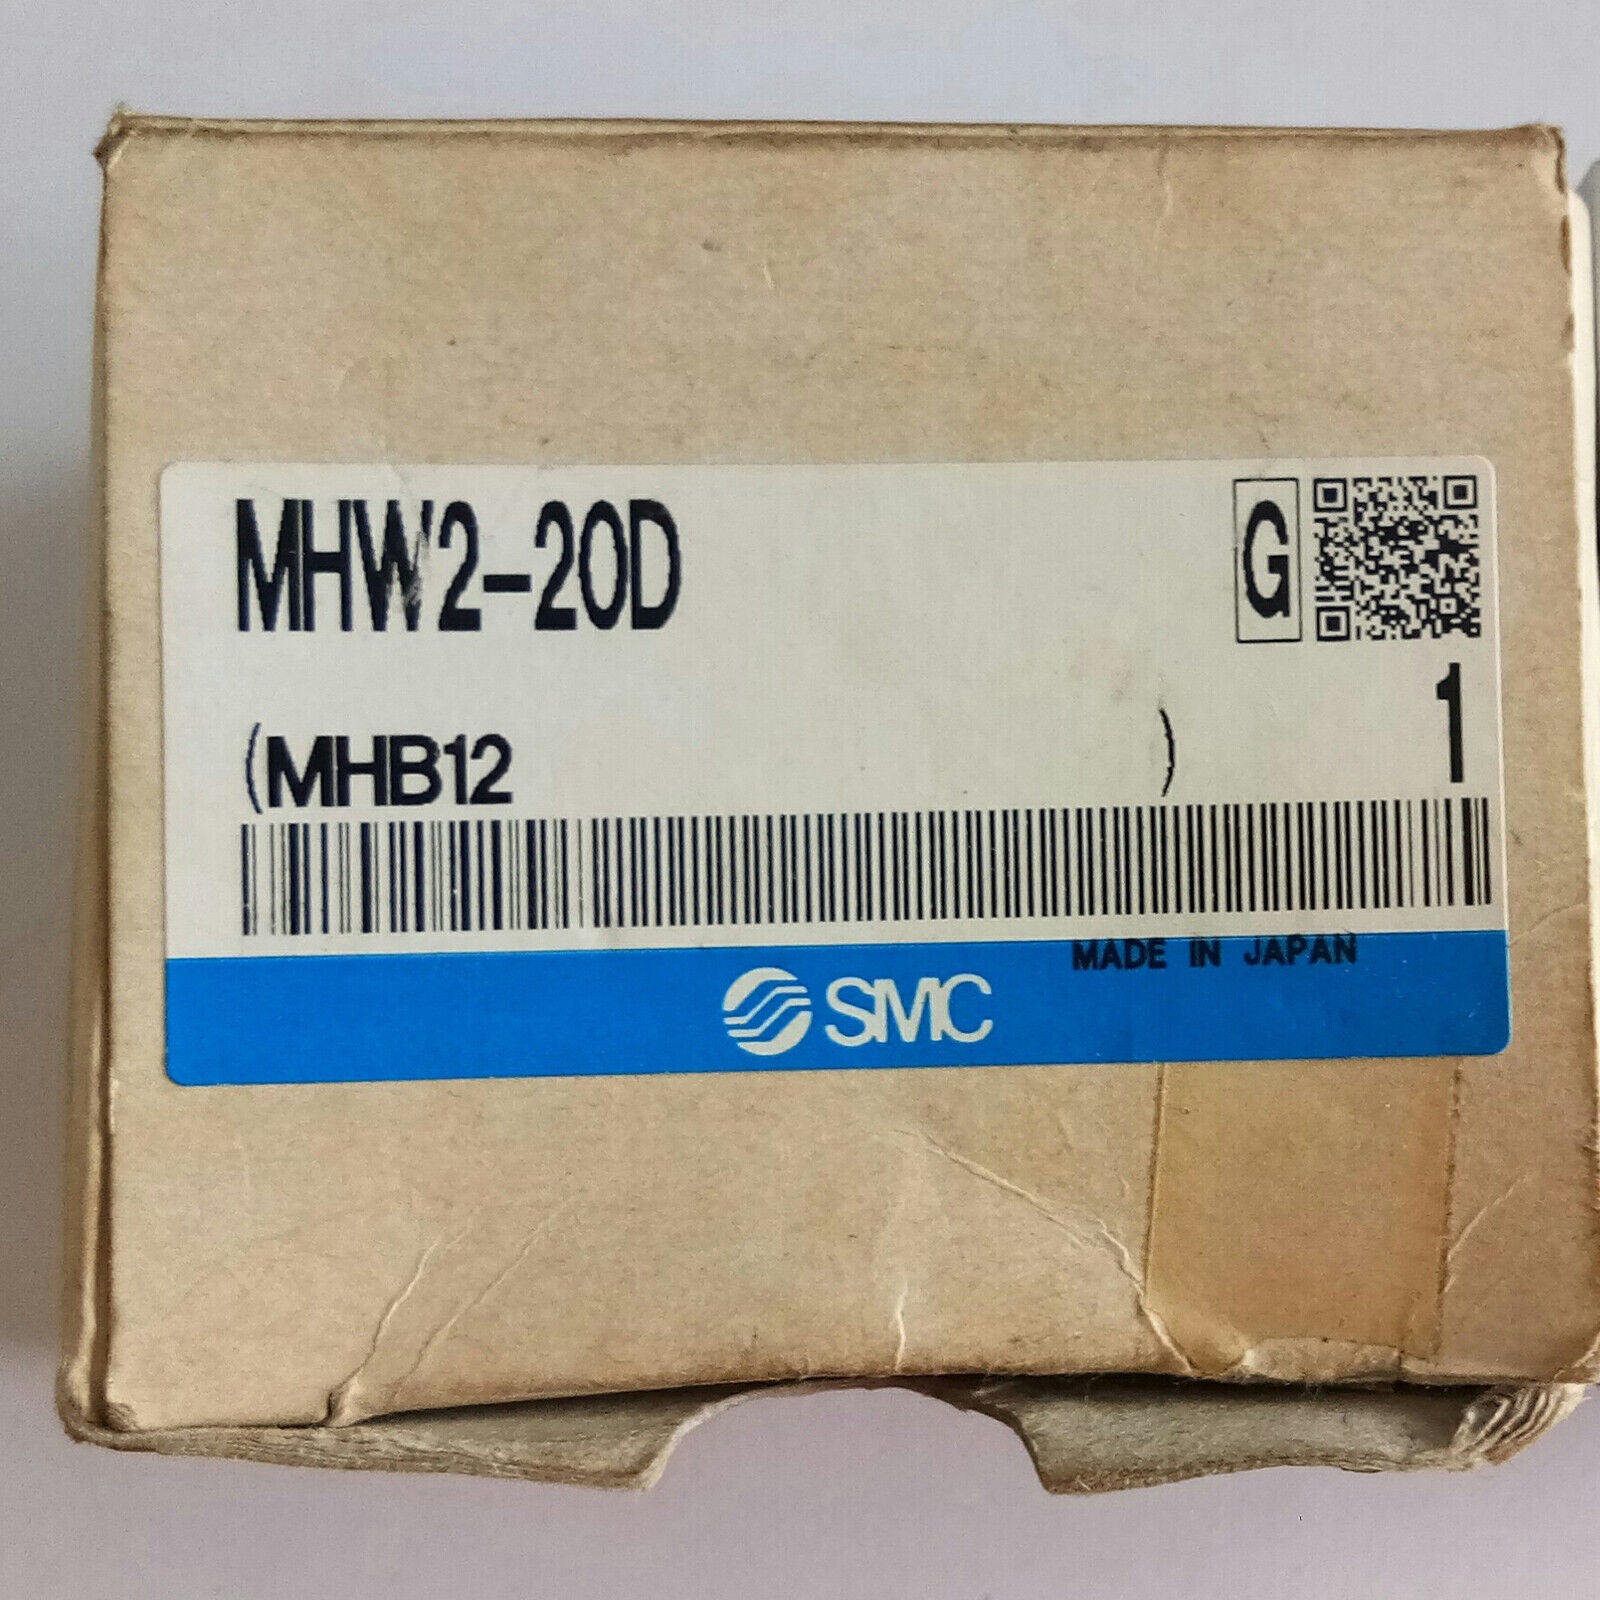 MHW2-20D
G
1
(MHB12 )
MADE IN JAPAN
SMC